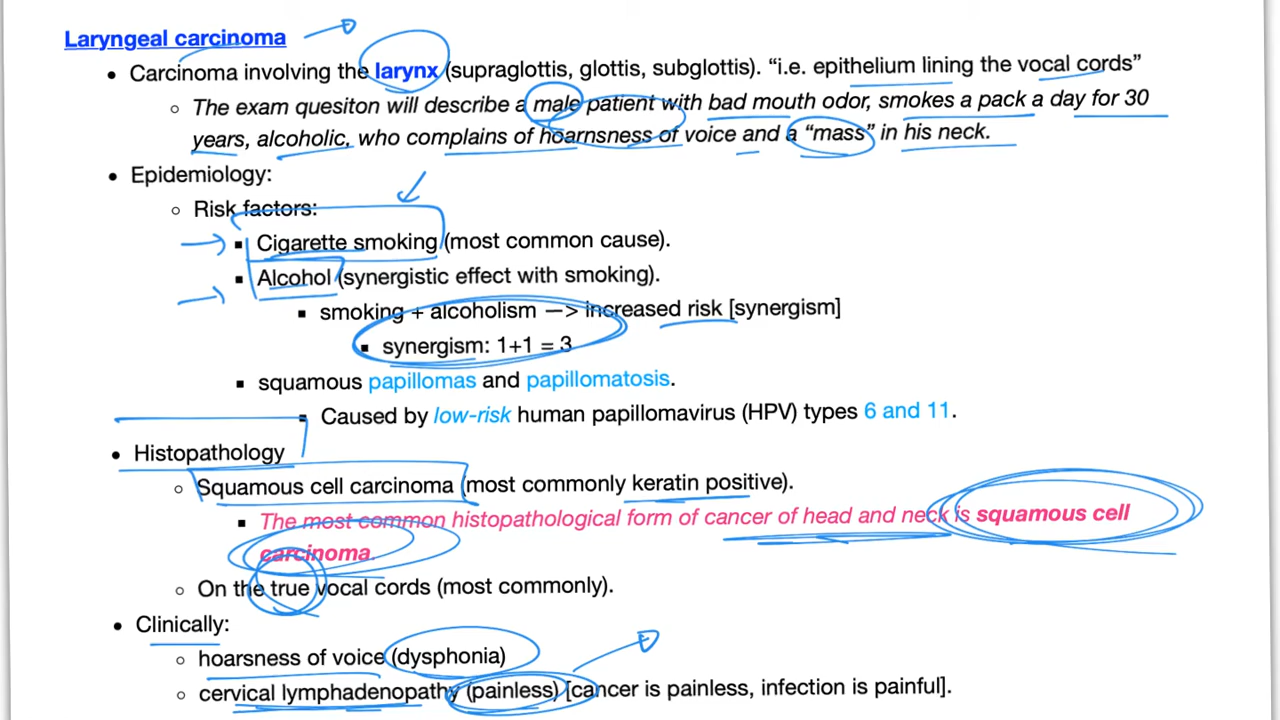 Laryngeal carcinoma
• Carcinoma involving the larynx (supraglottis, glottis, subglottis). “i.e. epithelium lining the vocal cords”
◦ The exam quesiton will describe a male patient with bad mouth odor, smokes a pack a day for 30
years, alcoholic, who complains of hoarnsness of voice and a “mass” in his neck.
• Epidemiology:
◦ Risk factors:
▪ Cigarette smoking (most common cause).
▪ Alcohol (synergistic effect with smoking).
▪ smoking + alcoholism —> increased risk [synergism]
▪ synergism: 1+1 = 3
▪ squamous papillomas and papillomatosis.
▪ Caused by low-risk human papillomavirus (HPV) types 6 and 11.
• Histopathology
◦ Squamous cell carcinoma (most commonly keratin positive).
▪ The most common histopathological form of cancer of head and neck is squamous cell
carcinoma.
◦ On the true vocal cords (most commonly).
• Clinically:
◦ hoarsness of voice (dysphonia)
◦ cervical lymphadenopathy (painless) [cancer is painless, infection is painful].